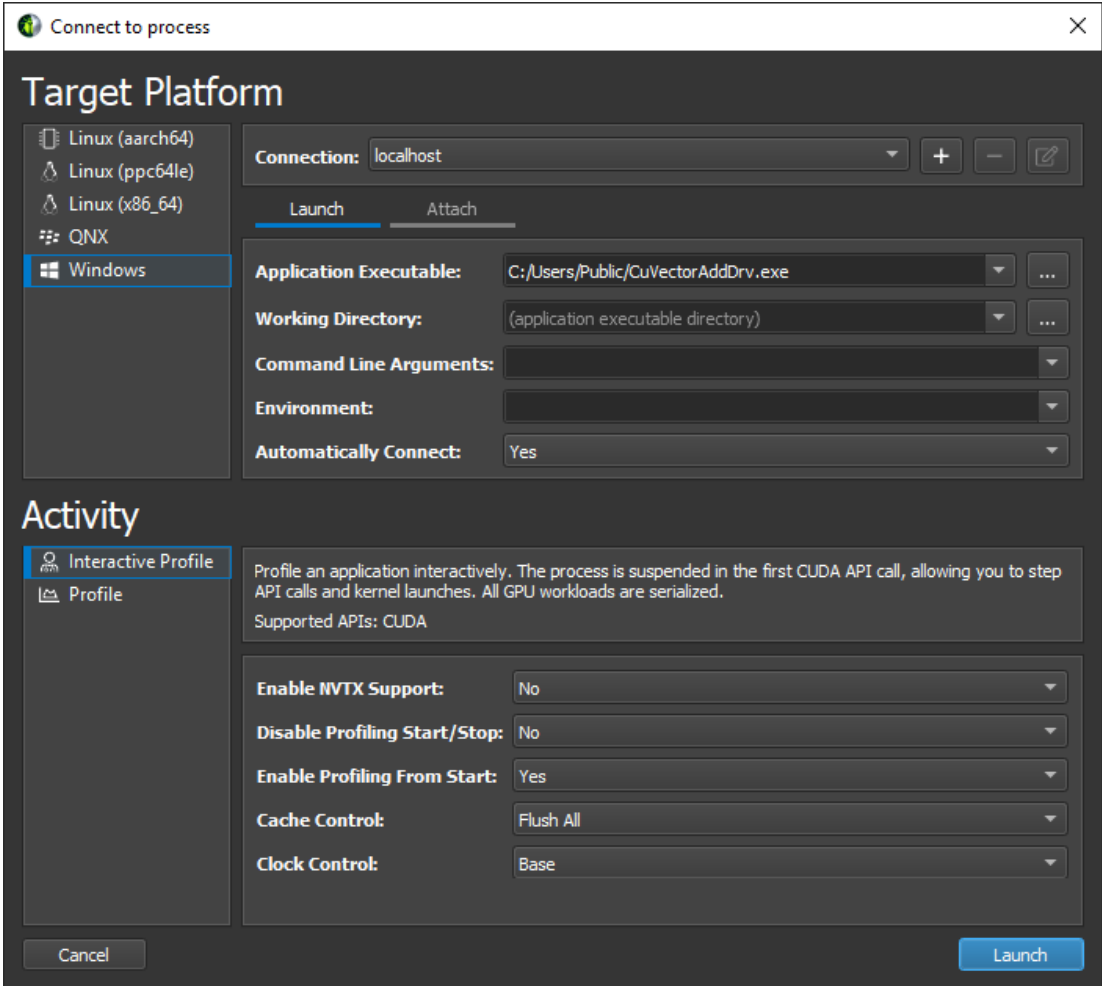 Connect to process
Target Platform
Linux (aarch64)
Linux (ppc64le)
Linux (x86_64)
QNX
Windows
Connection: localhost
Launch Attach
Application Executable: C:/Users/Public/CuVectorAddDrv.exe ...
Working Directory: (application executable directory) ...
Command Line Arguments:
Environment:
Automatically Connect: Yes
Activity
Interactive Profile
Profile
Profile an application interactively. The process is suspended in the first CUDA API call, allowing you to step
API calls and kernel launches. All GPU workloads are serialized.
Supported APIs: CUDA
Enable NVTX Support: No
Disable Profiling Start/Stop: No
Enable Profiling From Start: Yes
Cache Control: Flush All
Clock Control: Base
Cancel Launch